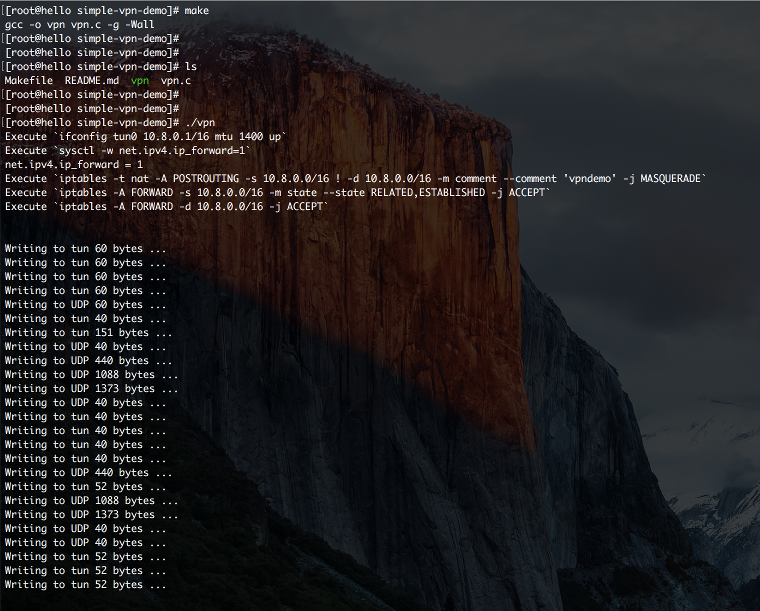 [[root@hello simple-vpn-demo]# make
gcc -o vpn vpn.c -g -Wall
[[root@hello simple-vpn-demo]#
[root@hello simple-vpn-demo]#
[[root@hello simple-vpn-demo]# ls
Makefile  README.md  vpn  vpn.c
[[root@hello simple-vpn-demo]#
[[root@hello simple-vpn-demo]#
[[root@hello simple-vpn-demo]# ./vpn
Execute `ifconfig tun0 10.8.0.1/16 mtu 1400 up`
Execute `sysctl -w net.ipv4.ip_forward=1`
net.ipv4.ip_forward = 1
Execute `iptables -t nat -A POSTROUTING -s 10.8.0.0/16 ! -d 10.8.0.0/16 -m comment --comment 'vpndemo' -j MASQUERADE`
Execute `iptables -A FORWARD -s 10.8.0.0/16 -m state --state RELATED,ESTABLISHED -j ACCEPT`
Execute `iptables -A FORWARD -d 10.8.0.0/16 -j ACCEPT`
Writing to tun 60 bytes ...
Writing to tun 60 bytes ...
Writing to tun 60 bytes ...
Writing to tun 60 bytes ...
Writing to UDP 60 bytes ...
Writing to tun 40 bytes ...
Writing to tun 151 bytes ...
Writing to UDP 40 bytes ...
Writing to UDP 440 bytes ...
Writing to UDP 1088 bytes ...
Writing to UDP 1373 bytes ...
Writing to UDP 40 bytes ...
Writing to tun 40 bytes ...
Writing to tun 40 bytes ...
Writing to tun 40 bytes ...
Writing to tun 40 bytes ...
Writing to UDP 440 bytes ...
Writing to tun 52 bytes ...
Writing to UDP 1088 bytes ...
Writing to UDP 1373 bytes ...
Writing to UDP 40 bytes ...
Writing to UDP 40 bytes ...
Writing to tun 52 bytes ...
Writing to tun 52 bytes ...
Writing to tun 52 bytes ...